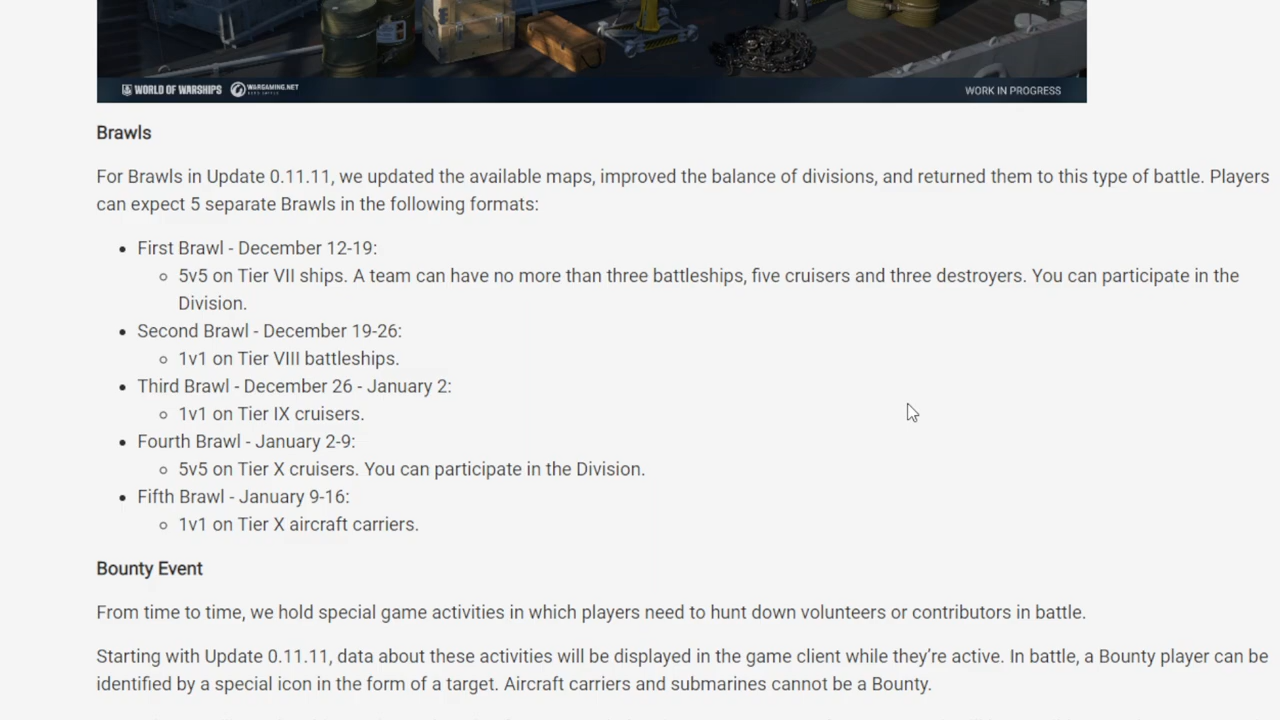 WORLD OF WARSHIPS WARGAMING.NET
WORK IN PROGRESS
Brawls
For Brawls in Update 0.11.11, we updated the available maps, improved the balance of divisions, and returned them to this type of battle. Players
can expect 5 separate Brawls in the following formats:
• First Brawl - December 12-19:
○ 5v5 on Tier VII ships. A team can have no more than three battleships, five cruisers and three destroyers. You can participate in the
Division.
• Second Brawl - December 19-26:
○ 1v1 on Tier VIII battleships.
• Third Brawl - December 26 - January 2:
○ 1v1 on Tier IX cruisers.
• Fourth Brawl - January 2-9:
○ 5v5 on Tier X cruisers. You can participate in the Division.
• Fifth Brawl - January 9-16:
○ 1v1 on Tier X aircraft carriers.
Bounty Event
From time to time, we hold special game activities in which players need to hunt down volunteers or contributors in battle.
Starting with Update 0.11.11, data about these activities will be displayed in the game client while they’re active. In battle, a Bounty player can be
identified by a special icon in the form of a target. Aircraft carriers and submarines cannot be a Bounty.